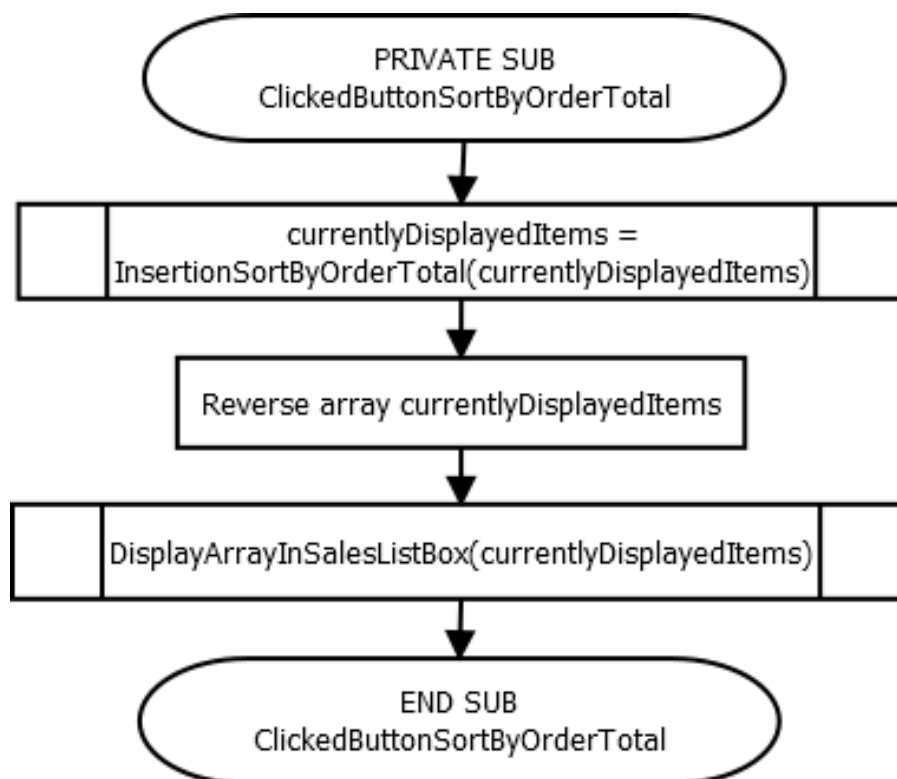 PRIVATE SUB
ClickedButtonSortByOrderTotal
currentlyDisplayedItems =
InsertionSortByOrderTotal(currentlyDisplayedItems)
Reverse array currentlyDisplayedItems
DisplayArrayInSalesListBox(currentlyDisplayedItems)
END SUB
ClickedButtonSortByOrderTotal